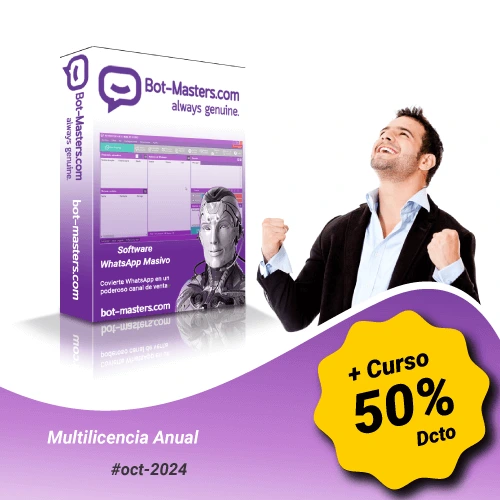 Bot-Masters.com
always genuine.
Bot-Masters.com
always genuine.
bot-masters.com
Software
WhatsApp Masivo
Covierta WhatsApp en un
poderoso canal de venta
bot-masters.com
+ Curso
50%
Dcto
Multilicencia Anual
#oct-2024